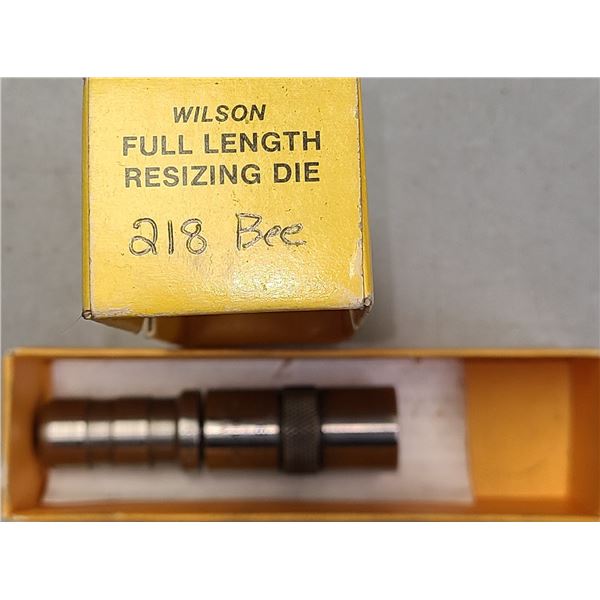 WILSON
FULL LENGTH
RESIZING DIE
218 Bee